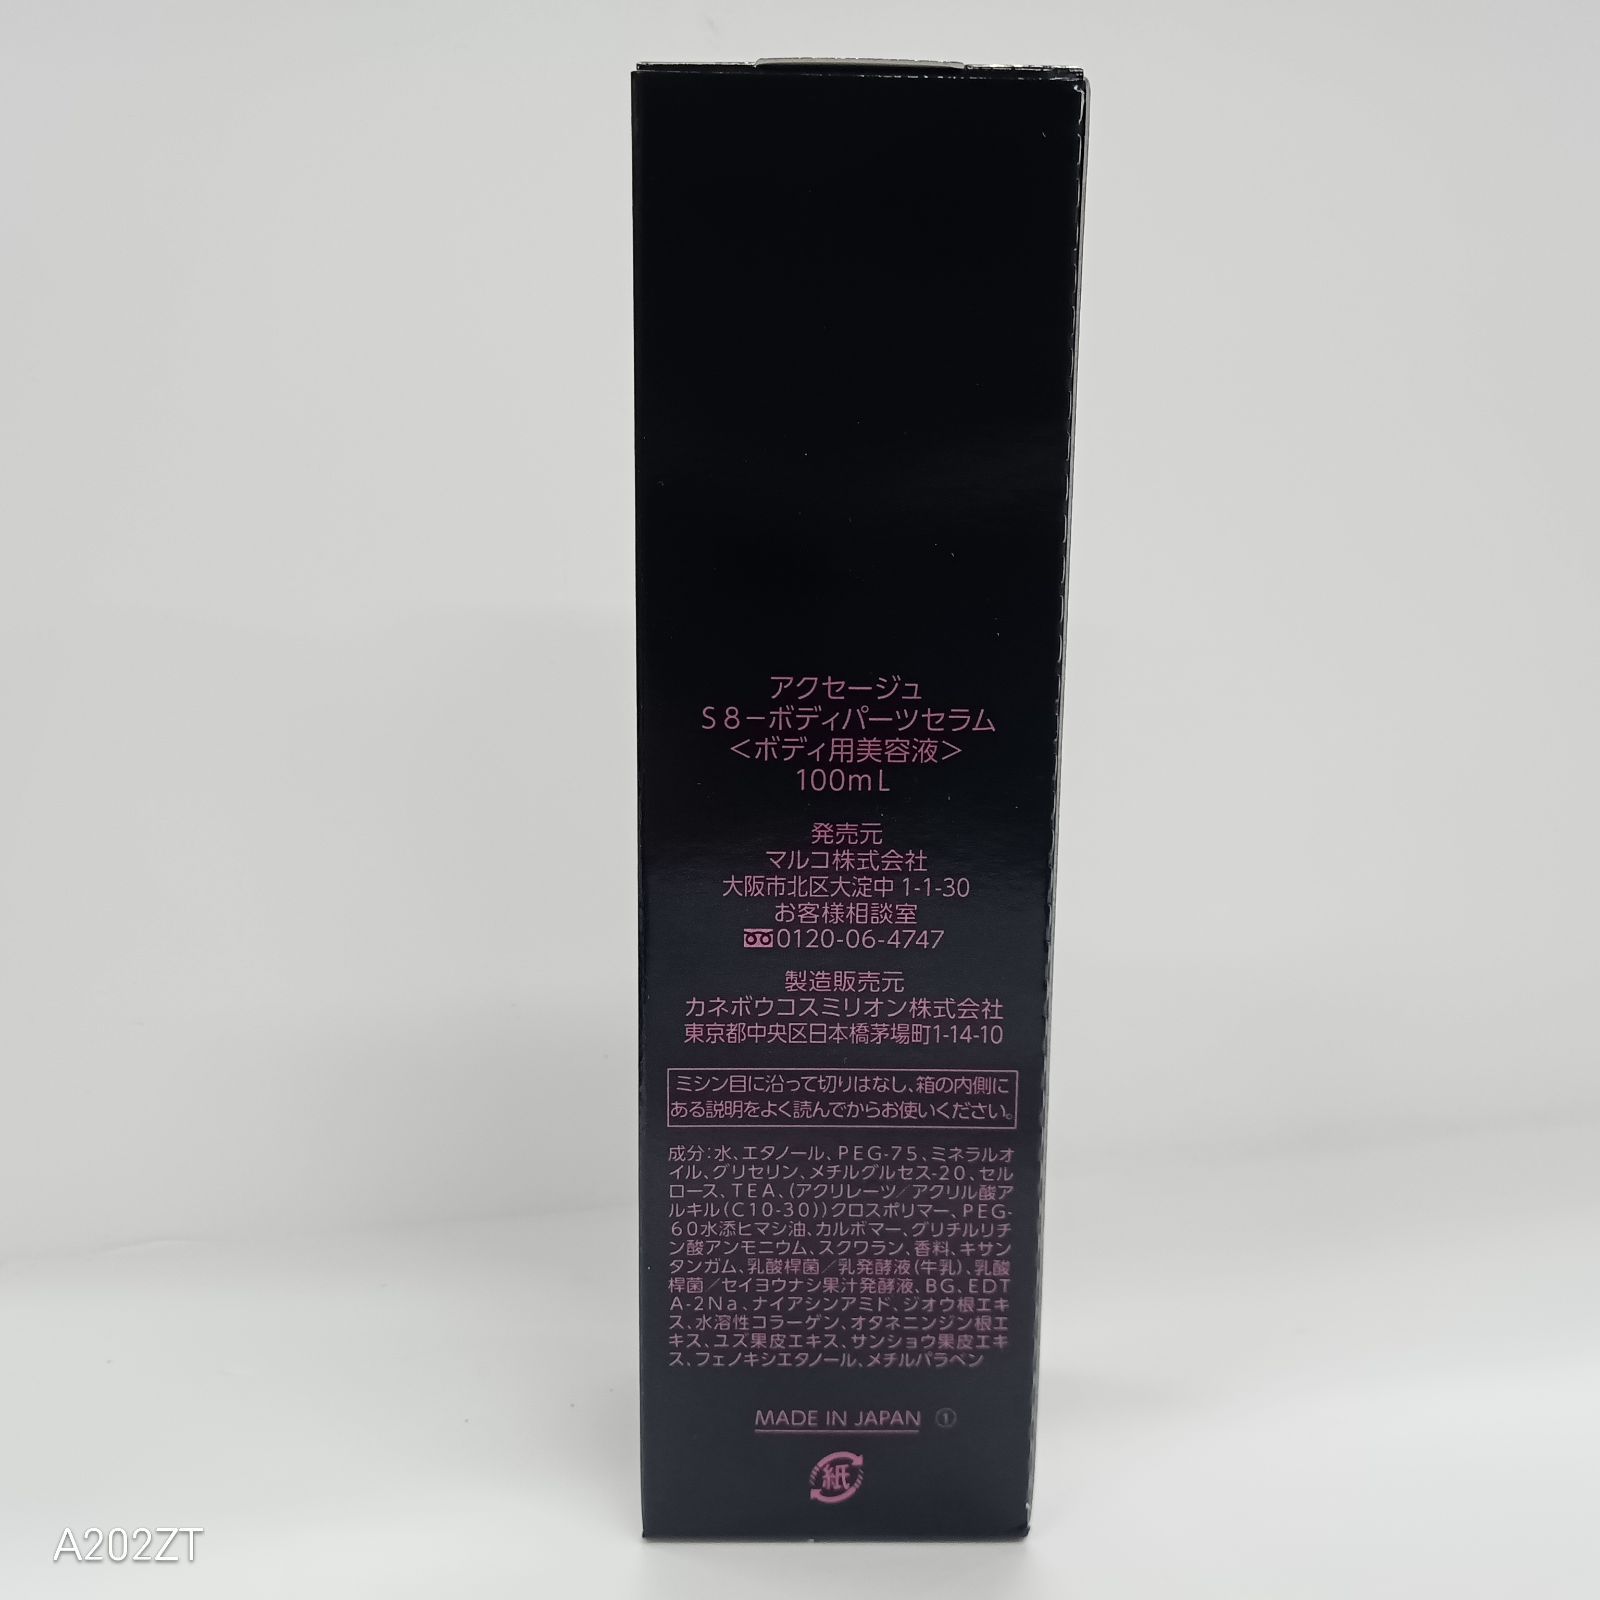 アクセージュ
S8−ボディパーツセラム
＜ボディ用美容液＞
100mL
発売元
マルコ株式会社
大阪市北区大淀中1-1-30
お客様相談室
0120-06-4747
製造販売元
カネボウコスミリオン株式会社
東京都中央区日本橋茅場町1-14-10
ミシン目に沿って切りはなし、箱の内側に
ある説明をよく読んでからお使いください。
成分：水、エタノール、PEG-75、ミネラルオ
イル、グリセリン、メチルグルセス-20、セル
ロース、TEA、（アクリレーツ／アクリル酸ア
ルキル（C10-30））クロスポリマー、PEG-
60水添ヒマシ油、カルボマー、グリチルリチ
ン酸アンモニウム、スクワラン、香料、キサン
タンガム、乳酸桿菌／乳発酵液（牛乳）、乳酸
桿菌／セイヨウナシ果汁発酵液、BG、EDT
A-2Na、ナイアシンアミド、ジオウ根エキ
ス、水溶性コラーゲン、オタネニンジン根エ
キス、ユズ果皮エキス、サンショウ果皮エキ
ス、フェノキシエタノール、メチルパラベン
MADE IN JAPAN ①
紙
A202ZT